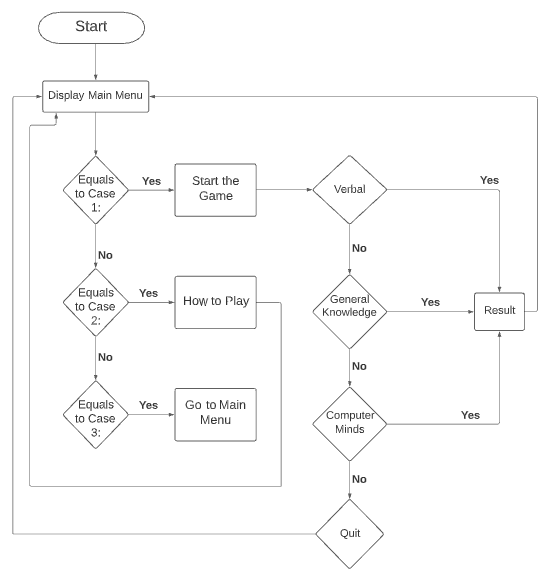 Start
Display Main Menu
Equals
to Case
1:
Yes
Start the
Game
Verbal
Yes
No
No
Equals
to Case
2:
Yes
How to Play
General
Knowledge
Yes
Result
No
No
Equals
to Case
3:
Yes
Go to Main
Menu
Computer
Minds
Yes
No
Quit